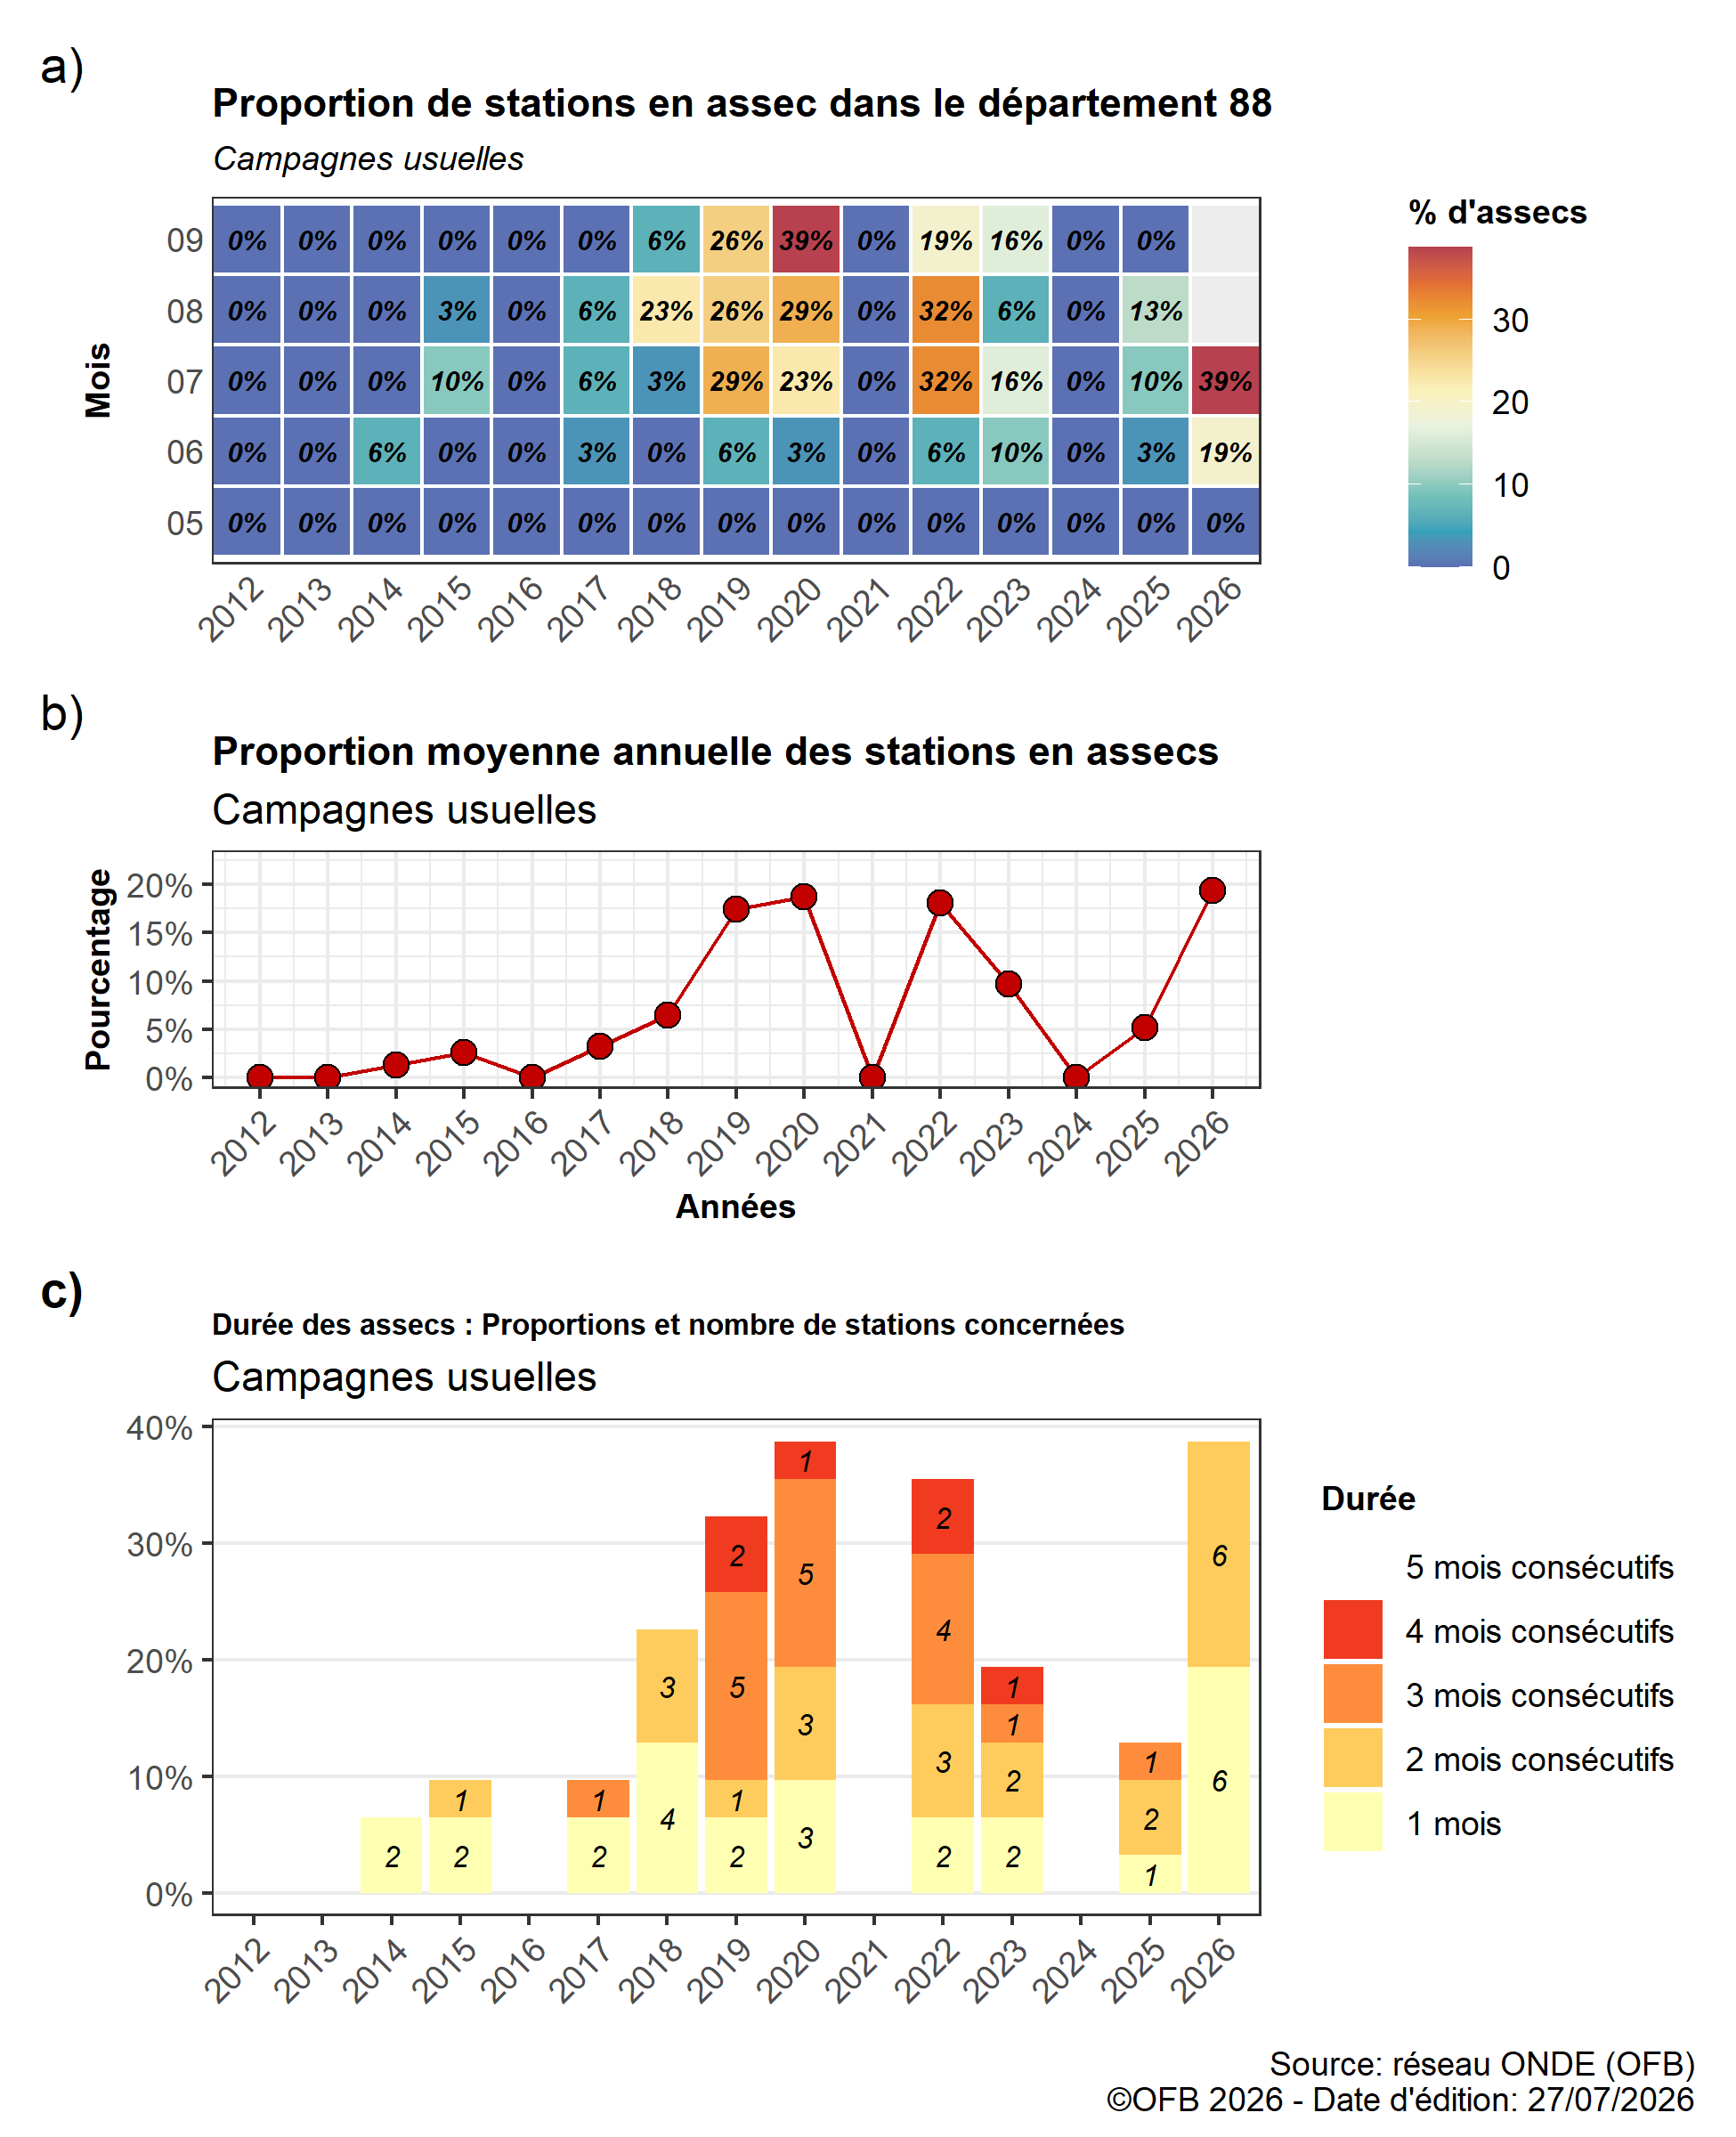 a)
Proportion de stations en assec dans le département 88
Campagnes usuelles
Mois
09 0% 0% 0% 0% 0% 0% 6% 26% 39% 0% 19% 16% 0% 0%
08 0% 0% 0% 3% 0% 6% 23% 26% 29% 0% 32% 6% 0% 13%
07 0% 0% 0% 10% 0% 6% 3% 29% 23% 0% 32% 16% 0% 10% 39%
06 0% 0% 6% 0% 0% 3% 0% 6% 3% 0% 6% 10% 0% 3% 19%
05 0% 0% 0% 0% 0% 0% 0% 0% 0% 0% 0% 0% 0% 0% 0%
2012 2013 2014 2015 2016 2017 2018 2019 2020 2021 2022 2023 2024 2025 2026
% d'assecs
30
20
10
0
b)
Proportion moyenne annuelle des stations en assecs
Campagnes usuelles
Pourcentage
20%
15%
10%
5%
0%
2012 2013 2014 2015 2016 2017 2018 2019 2020 2021 2022 2023 2024 2025 2026
Années
c)
Durée des assecs : Proportions et nombre de stations concernées
Campagnes usuelles
40%
30%
20%
10%
0%
2
1
2
1
2
3
4
2
5
1
2
1
5
3
3
2
4
3
2
1
1
2
2
1
2
1
6
6
2012 2013 2014 2015 2016 2017 2018 2019 2020 2021 2022 2023 2024 2025 2026
Durée
5 mois consécutifs
4 mois consécutifs
3 mois consécutifs
2 mois consécutifs
1 mois
Source: réseau ONDE (OFB)
©OFB 2026 - Date d'édition: 27/07/2026